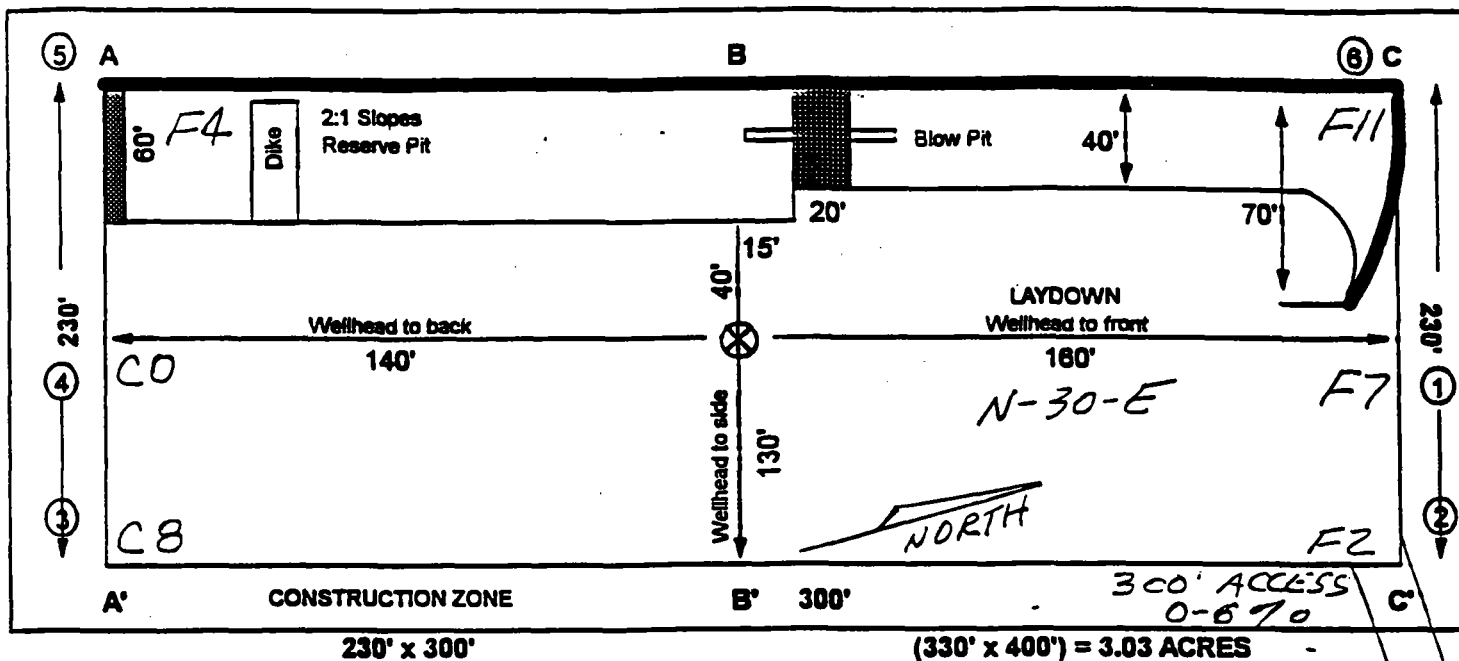 5 A B 6 C
F4 60' Dike 2:1 Slopes
Reserve Pit
Blow Pit 40' F11
20' 70'
15'
230' 40' LAYDOWN 230'
Wellhead to back Wellhead to front
140' 160'
4 C0 N-30-E F7 1
Wellhead to side 130'
3 C8 NORTH F2 2
A' CONSTRUCTION ZONE B' 300' 300' ACCESS C'
0-6%
230' x 300' (330' x 400') = 3.03 ACRES